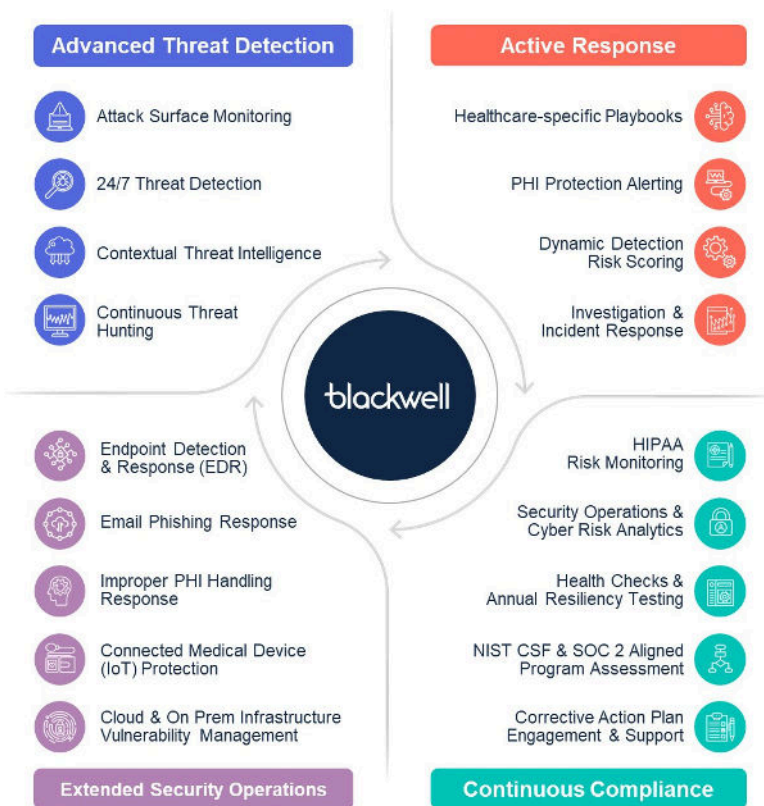 Advanced Threat Detection
Attack Surface Monitoring
24/7 Threat Detection
Contextual Threat Intelligence
Continuous Threat
Hunting
Active Response
Healthcare-specific Playbooks
PHI Protection Alerting
Dynamic Detection
Risk Scoring
Investigation &
Incident Response
blackwell
Endpoint Detection
& Response (EDR)
Email Phishing Response
Improper PHI Handling
Response
Connected Medical Device
(IoT) Protection
Cloud & On Prem Infrastructure
Vulnerability Management
Extended Security Operations
HIPAA
Risk Monitoring
Security Operations &
Cyber Risk Analytics
Health Checks &
Annual Resiliency Testing
NIST CSF & SOC 2 Aligned
Program Assessment
Corrective Action Plan
Engagement & Support
Continuous Compliance